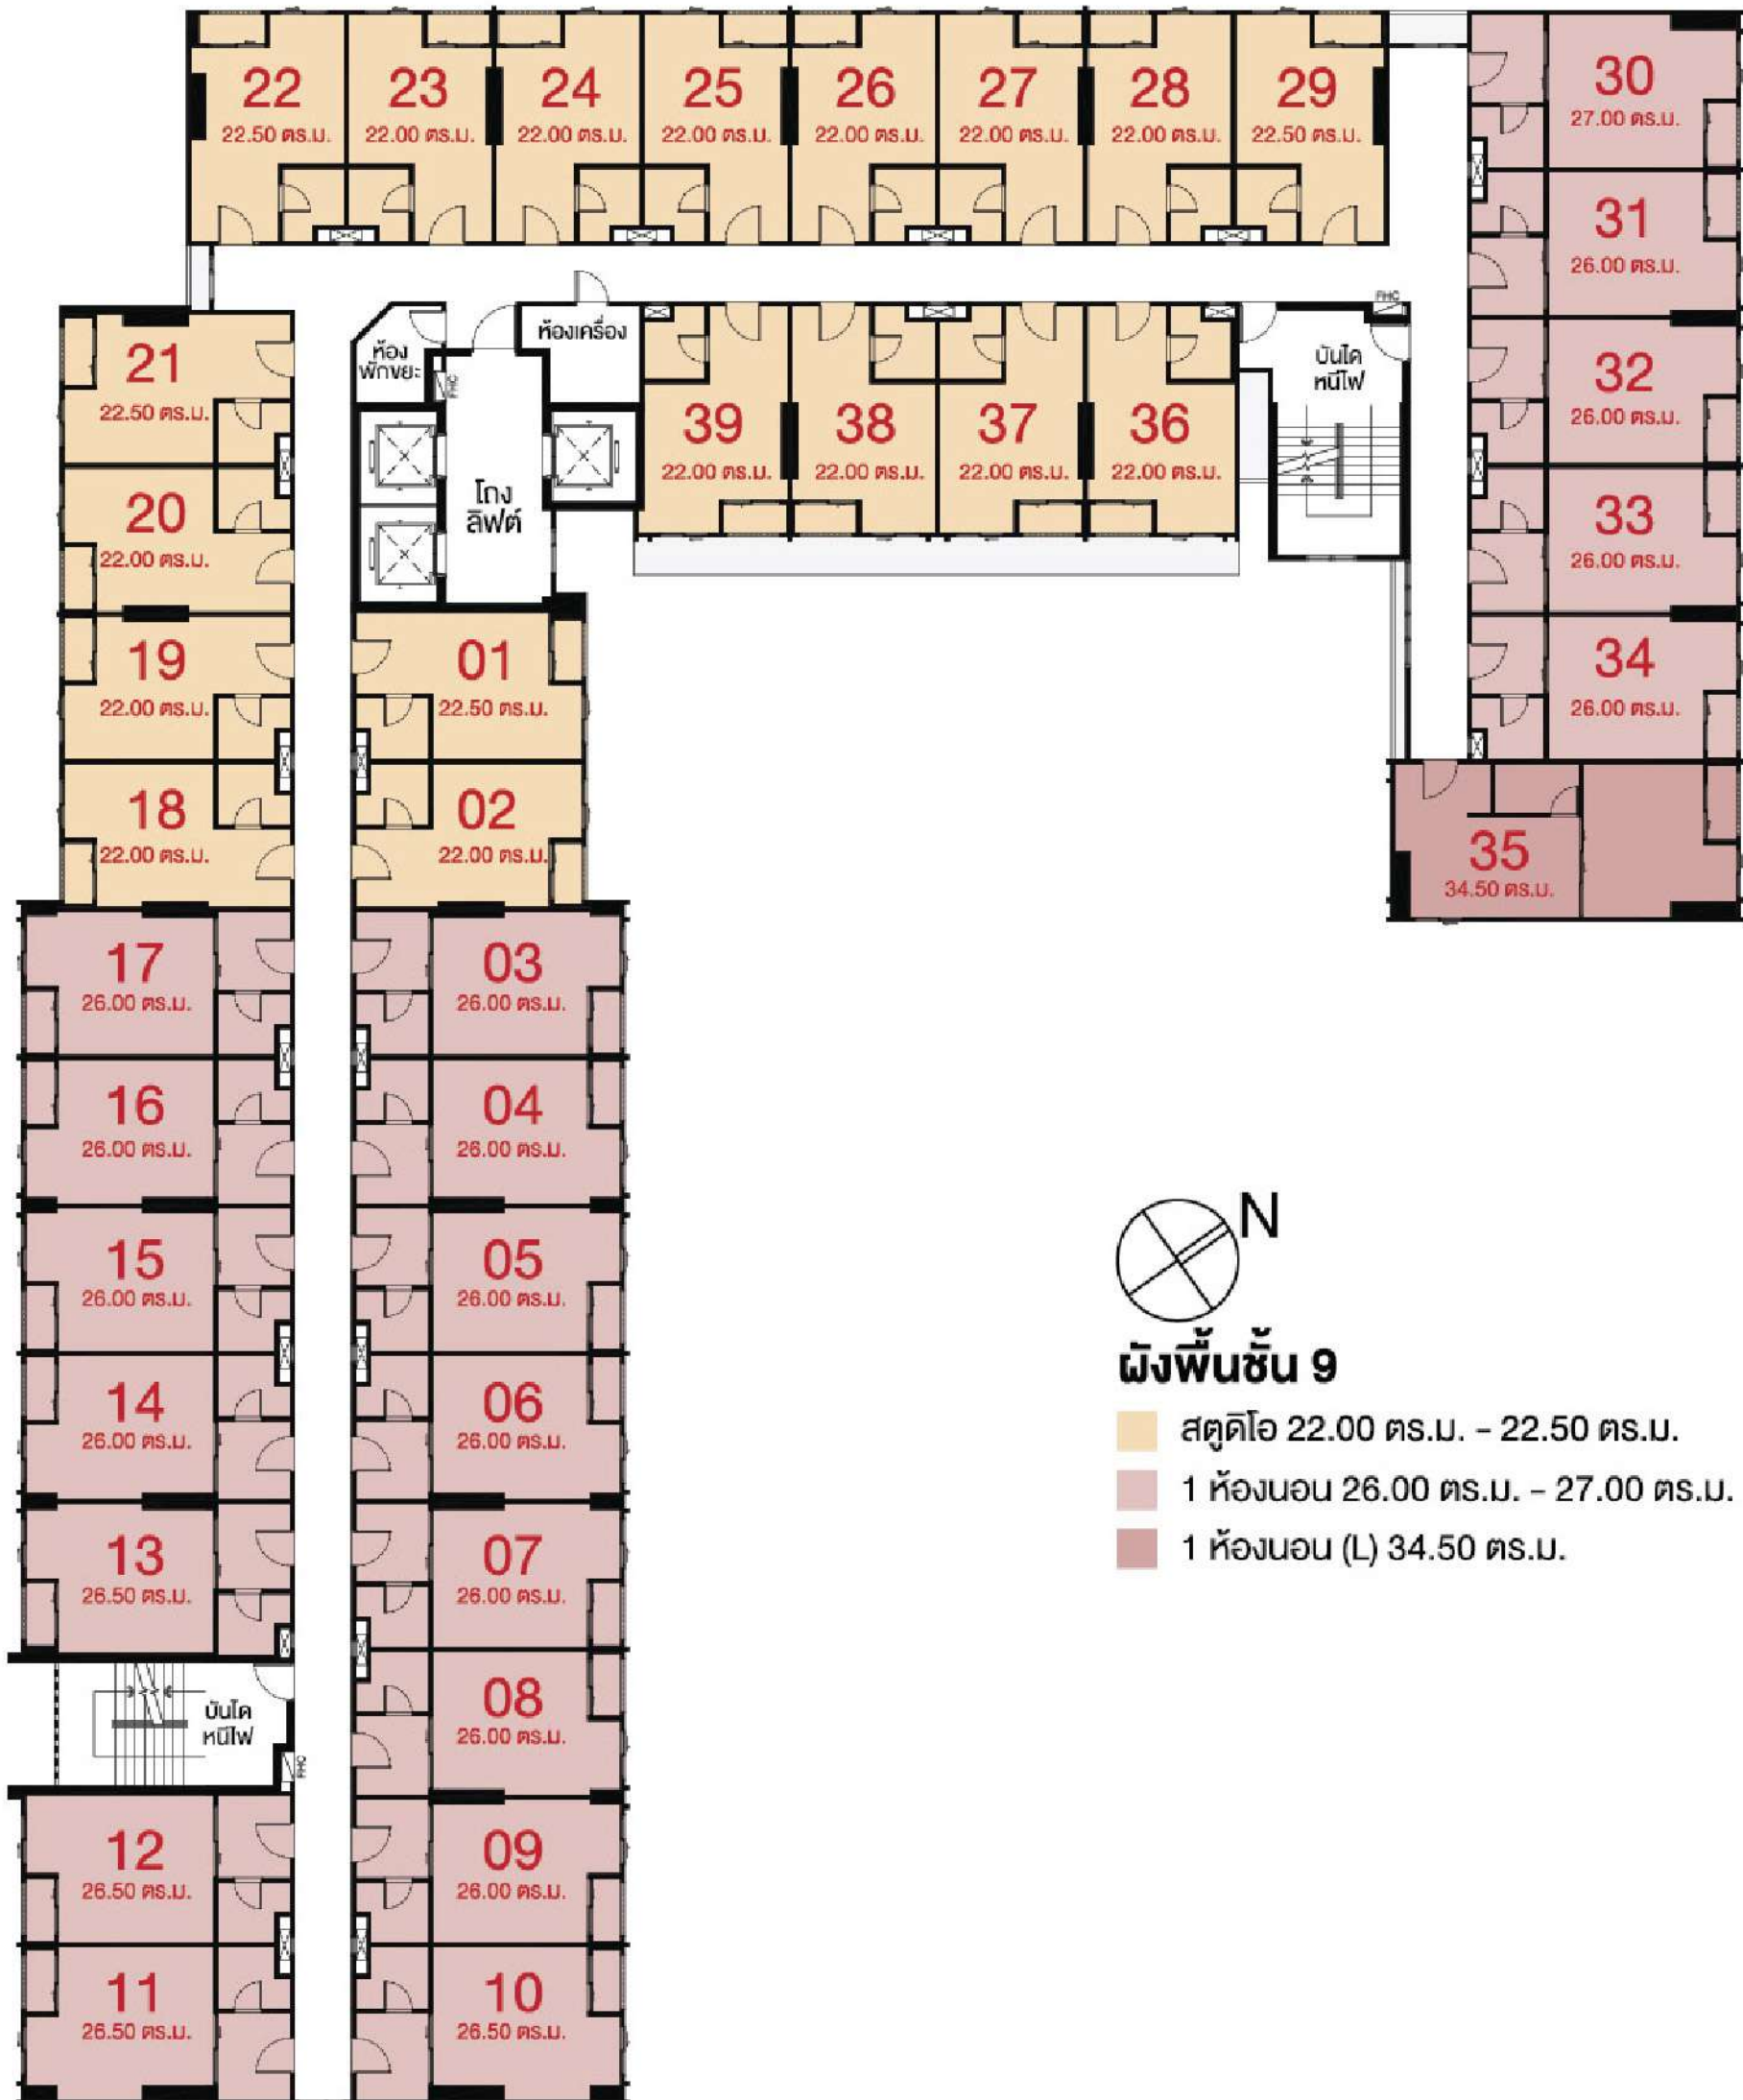 22
22.50 ตร.ม.
23
22.00 ตร.ม.
24
22.00 ตร.ม.
25
22.00 ตร.ม.
26
22.00 ตร.ม.
27
22.00 ตร.ม.
28
22.00 ตร.ม.
29
22.50 ตร.ม.
30
27.00 ตร.ม.
31
26.00 ตร.ม.
32
26.00 ตร.ม.
33
26.00 ตร.ม.
34
26.00 ตร.ม.
35
34.50 ตร.ม.
FHC
บันได
หนีไฟ
36
22.00 ตร.ม.
37
22.00 ตร.ม.
38
22.00 ตร.ม.
39
22.00 ตร.ม.
ห้องเครื่อง
ห้อง
พักขยะ
FHC
โถง
ลิฟต์
21
22.50 ตร.ม.
20
22.00 ตร.ม.
19
22.00 ตร.ม.
18
22.00 ตร.ม.
01
22.50 ตร.ม.
02
22.00 ตร.ม.
17
26.00 ตร.ม.
03
26.00 ตร.ม.
16
26.00 ตร.ม.
04
26.00 ตร.ม.
15
26.00 ตร.ม.
05
26.00 ตร.ม.
14
26.00 ตร.ม.
06
26.00 ตร.ม.
13
26.50 ตร.ม.
07
26.00 ตร.ม.
บันได
หนีไฟ
FHC
08
26.00 ตร.ม.
12
26.50 ตร.ม.
09
26.00 ตร.ม.
11
26.50 ตร.ม.
10
26.50 ตร.ม.
N
ผังพื้นชั้น 9
สตูดิโอ 22.00 ตร.ม. - 22.50 ตร.ม.
1 ห้องนอน 26.00 ตร.ม. - 27.00 ตร.ม.
1 ห้องนอน (L) 34.50 ตร.ม.